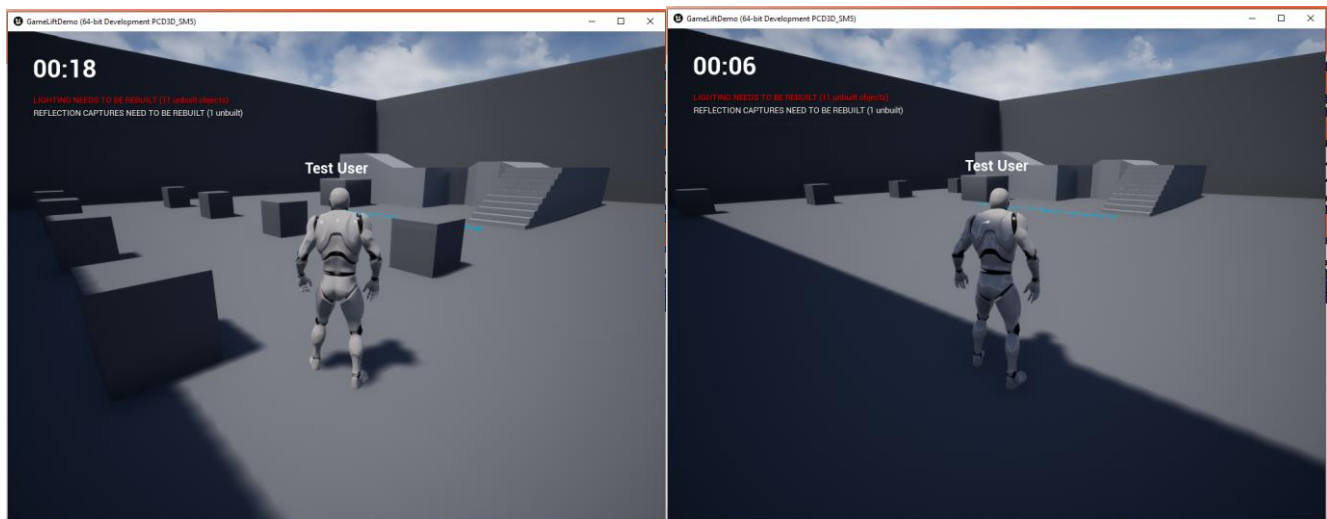 GameLiftDemo (64-bit Development PCD3D_SM5)
00:18
LIGHTING NEEDS TO BE REBUILT (11 unbuilt objects)
REFLECTION CAPTURES NEED TO BE REBUILT (1 unbuilt)
Test User
GameLiftDemo (64-bit Development PCD3D_SM5)
00:06
LIGHTING NEEDS TO BE REBUILT (11 unbuilt objects)
REFLECTION CAPTURES NEED TO BE REBUILT (1 unbuilt)
Test User